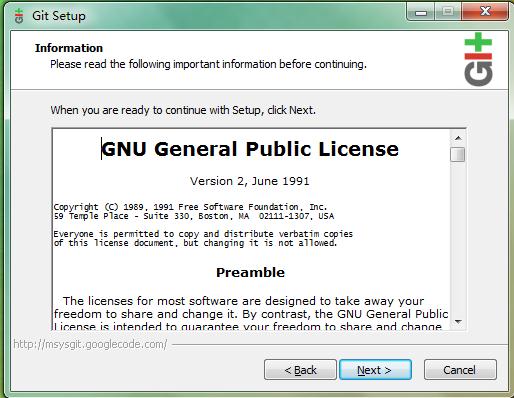 Git Setup
Information
Please read the following important information before continuing.
git
When you are ready to continue with Setup, click Next.
GNU General Public License
Version 2, June 1991
Copyright (C) 1989, 1991 Free Software Foundation, Inc.
59 Temple Place - Suite 330, Boston, MA  02111-1307, USA
Everyone is permitted to copy and distribute verbatim copies
of this license document, but changing it is not allowed.
Preamble
The licenses for most software are designed to take away your
freedom to share and change it. By contrast, the GNU General Public
License is intended to guarantee your freedom to share and change
http://msysgit.googlecode.com/
< Back
Next >
Cancel